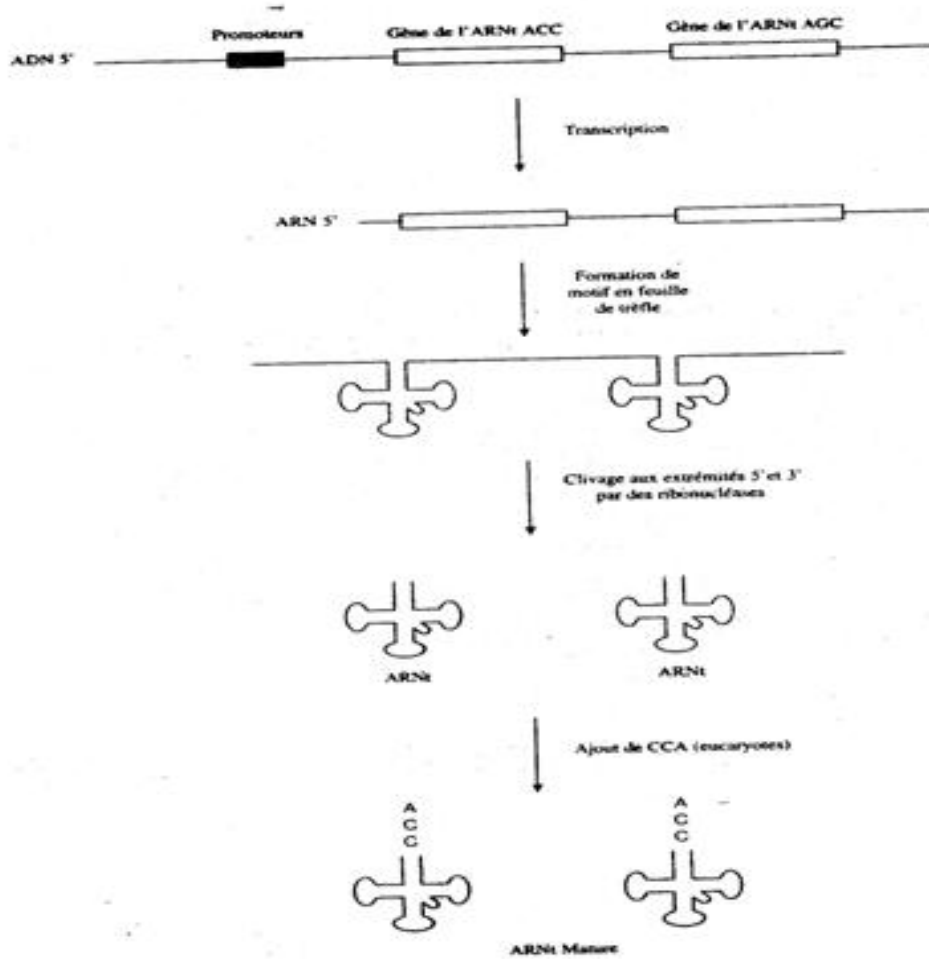 Promoteurs
Gène de l'ARNt ACC
Gène de l'ARNt AGC
ADN 5'
Transcription
ARN 5'
Formation de
motif en feuille
de trèfle
Clivage aux extrémités 5' et 3'
par des ribonucléases
ARNt
ARNt
Ajout de CCA (eucaryotes)
A
C
C
A
C
C
ARNt Mature